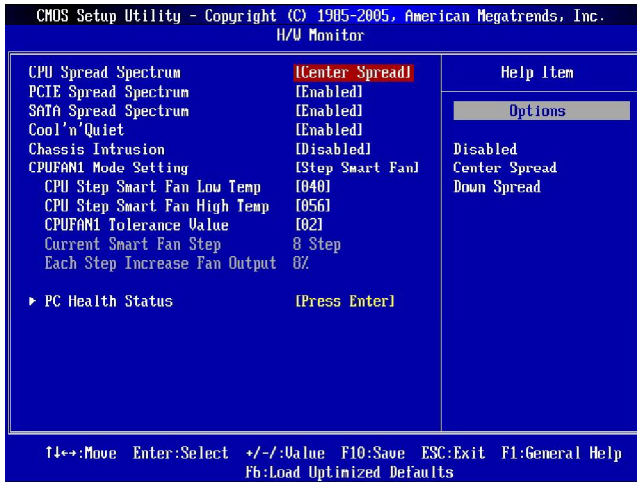 CMOS Setup Utility - Copyright (C) 1985-2005, American Megatrends, Inc.
H/W Monitor
CPU Spread Spectrum [Center Spread]
PCIE Spread Spectrum [Enabled]
SATA Spread Spectrum [Enabled]
Cool'n'Quiet [Enabled]
Chassis Intrusion [Disabled]
CPUFAN1 Mode Setting [Step Smart Fan]
CPU Step Smart Fan Low Temp [040]
CPU Step Smart Fan High Temp [056]
CPUFAN1 Tolerance Value [02]
Current Smart Fan Step 8 Step
Each Step Increase Fan Output 8%
▶ PC Health Status [Press Enter]
Help Item
Options
Disabled
Center Spread
Down Spread
↑↓←→:Move Enter:Select +/-/:Value F10:Save ESC:Exit F1:General Help
F6:Load Optimized Defaults